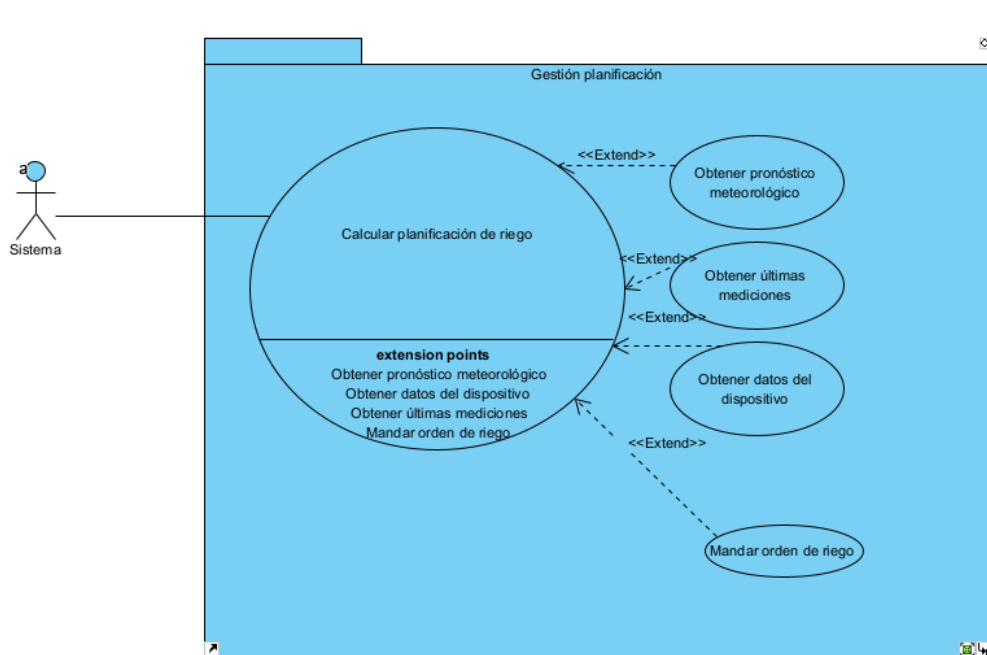 Gestión planificación
a
Sistema
Calcular planificación de riego
extension points
Obtener pronóstico meteorológico
Obtener datos del dispositivo
Obtener últimas mediciones
Mandar orden de riego
<<Extend>>
Obtener pronóstico
meteorológico
<<Extend>>
Obtener últimas
mediciones
<<Extend>>
Obtener datos del
dispositivo
<<Extend>>
Mandar orden de riego